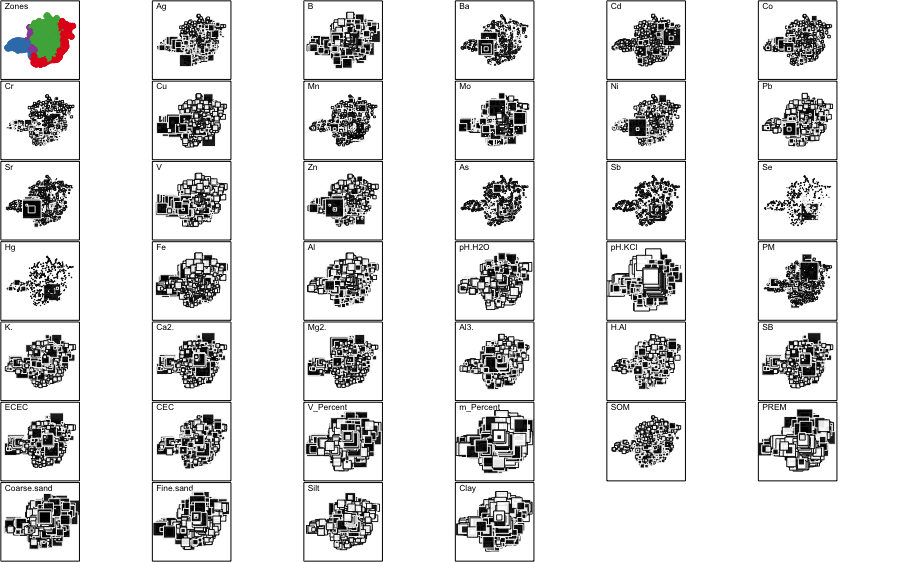 Zones Ag B Ba Cd Co
Cr Cu Mn Mo Ni Pb
Sr V Zn As Sb Se
Hg Fe Al pH.H2O pH.KCl PM
K. Ca2. Mg2. Al3. H.Al SB
ECEC CEC V_Percent m_Percent SOM PREM
Coarse.sand Fine.sand Silt Clay